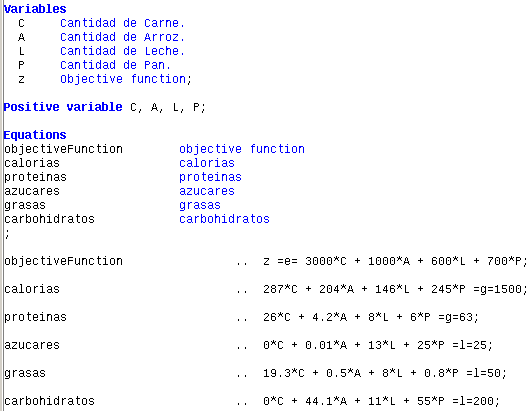 Variables
C Cantidad de Carne.
A Cantidad de Arroz.
L Cantidad de Leche.
P Cantidad de Pan.
z Objective function;
Positive variable C, A, L, P;
Equations
objectiveFunction objective function
calorias calorias
proteinas proteinas
azucares azucares
grasas grasas
carbohidratos carbohidratos
;
objectiveFunction .. z =e= 3000*C + 1000*A + 600*L + 700*P;
calorias .. 287*C + 204*A + 146*L + 245*P =g=1500;
proteinas .. 26*C + 4.2*A + 8*L + 6*P =g=63;
azucares .. 0*C + 0.01*A + 13*L + 25*P =l=25;
grasas .. 19.3*C + 0.5*A + 8*L + 0.8*P =l=50;
carbohidratos .. 0*C + 44.1*A + 11*L + 55*P =l=200;